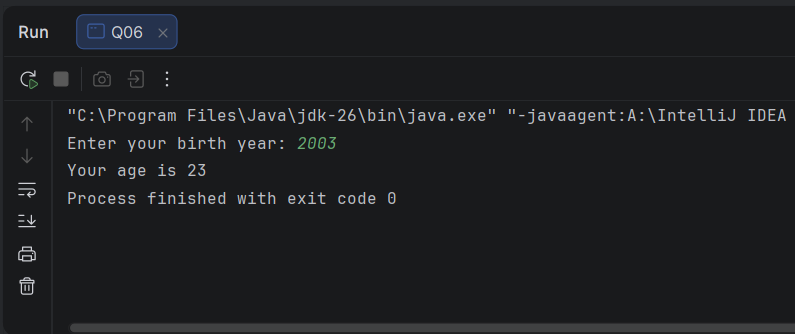 Run Q06
"C:\Program Files\Java\jdk-26\bin\java.exe" "-javaagent:A:\IntelliJ IDEA
Enter your birth year: 2003
Your age is 23
Process finished with exit code 0